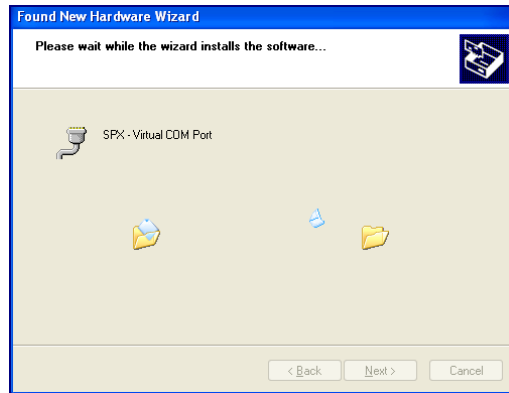 Found New Hardware Wizard
Please wait while the wizard installs the software...
SPX - Virtual COM Port
< Back
Next >
Cancel